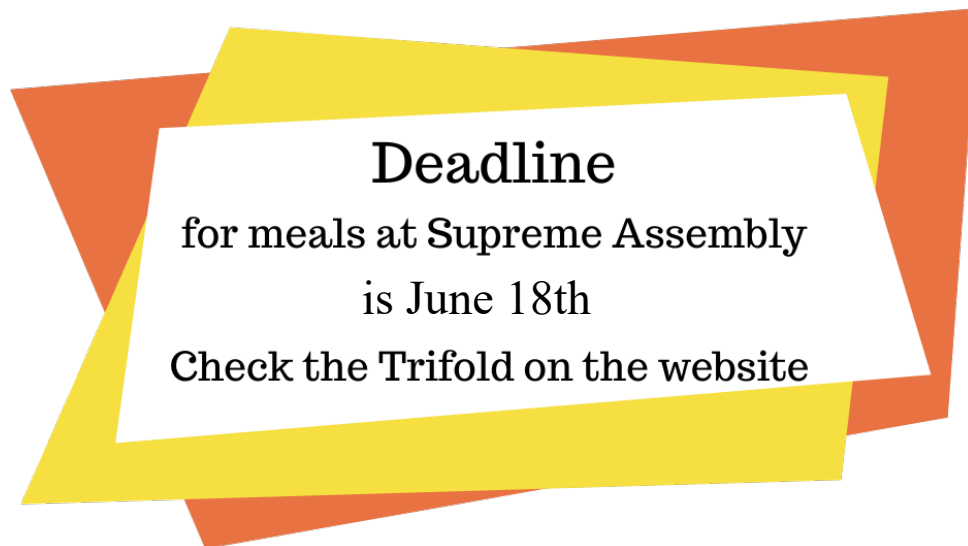 Deadline
for meals at Supreme Assembly
is June 18th
Check the Trifold on the website